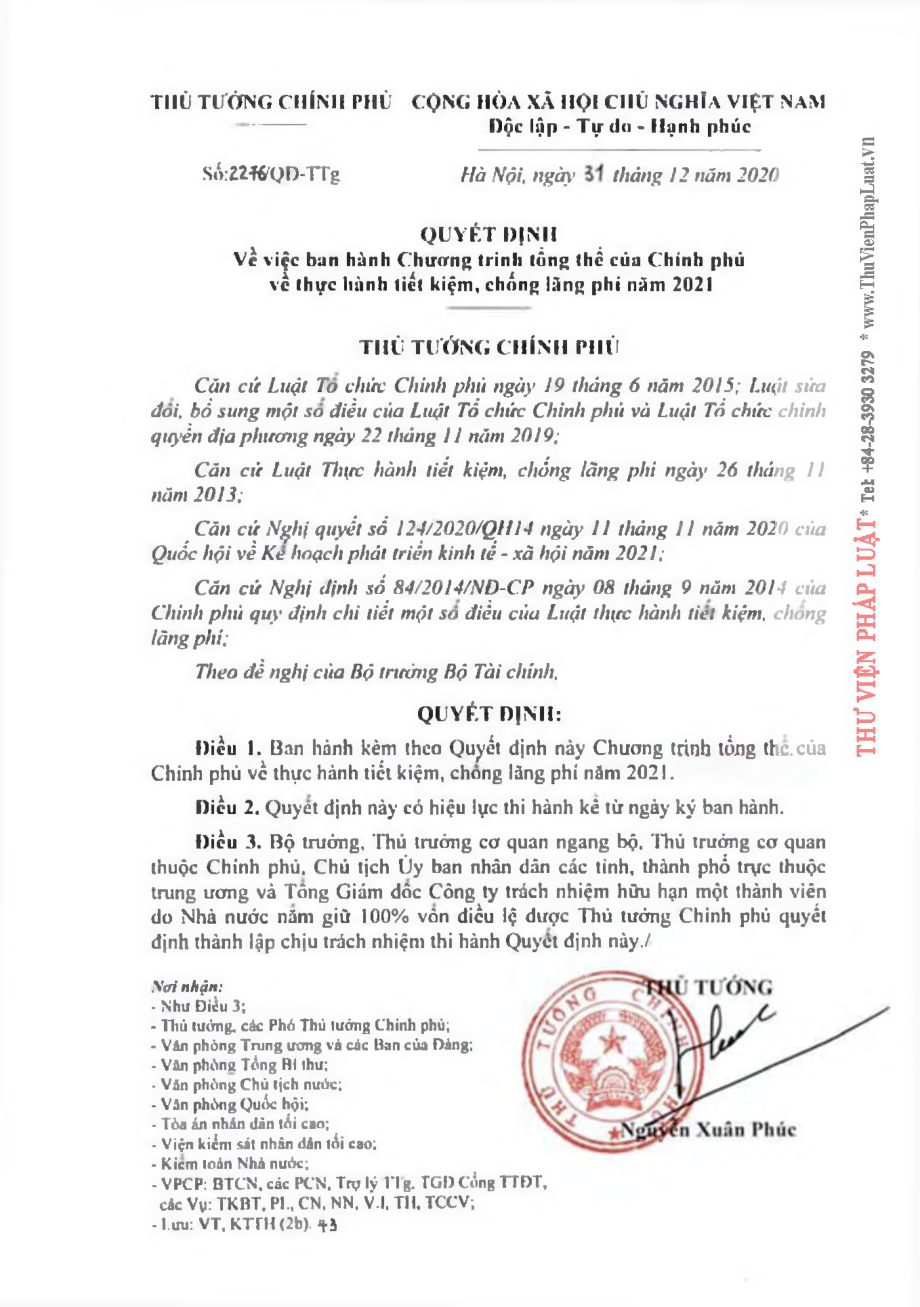 THỦ TƯỚNG CHÍNH PHỦ
CỘNG HÒA XÃ HỘI CHỦ NGHĨA VIỆT NAM
Độc lập - Tự do - Hạnh phúc
Số:2276/QĐ-TTg
Hà Nội, ngày 31 tháng 12 năm 2020
QUYẾT ĐỊNH
Về việc ban hành Chương trình tổng thể của Chính phủ
về thực hành tiết kiệm, chống lãng phí năm 2021
THỦ TƯỚNG CHÍNH PHỦ
Căn cứ Luật Tổ chức Chính phủ ngày 19 tháng 6 năm 2015; Luật sửa
đổi, bổ sung một số điều của Luật Tổ chức Chính phủ và Luật Tổ chức chính
quyền địa phương ngày 22 tháng 11 năm 2019;
Căn cứ Luật Thực hành tiết kiệm, chống lãng phí ngày 26 tháng 11
năm 2013;
Căn cứ Nghị quyết số 124/2020/QH14 ngày 11 tháng 11 năm 2020 của
Quốc hội về Kế hoạch phát triển kinh tế - xã hội năm 2021;
Căn cứ Nghị định số 84/2014/NĐ-CP ngày 08 tháng 9 năm 2014 của
Chính phủ quy định chi tiết một số điều của Luật thực hành tiết kiệm, chống
lãng phí;
Theo đề nghị của Bộ trưởng Bộ Tài chính,
QUYẾT ĐỊNH:
Điều 1. Ban hành kèm theo Quyết định này Chương trình tổng thể của
Chính phủ về thực hành tiết kiệm, chống lãng phí năm 2021.
Điều 2. Quyết định này có hiệu lực thi hành kể từ ngày ký ban hành.
Điều 3. Bộ trưởng, Thủ trưởng cơ quan ngang bộ, Thủ trưởng cơ quan
thuộc Chính phủ, Chủ tịch Ủy ban nhân dân các tỉnh, thành phố trực thuộc
trung ương và Tổng Giám đốc Công ty trách nhiệm hữu hạn một thành viên
do Nhà nước nắm giữ 100% vốn điều lệ được Thủ tướng Chính phủ quyết
định thành lập chịu trách nhiệm thi hành Quyết định này./
Nơi nhận:
- Như Điều 3;
- Thủ tướng, các Phó Thủ tướng Chính phủ;
- Văn phòng Trung ương và các Ban của Đảng;
- Văn phòng Tổng Bí thư;
- Văn phòng Chủ tịch nước;
- Văn phòng Quốc hội;
- Tòa án nhân dân tối cao;
- Viện kiểm sát nhân dân tối cao;
- Kiểm toán Nhà nước;
- VPCP: BTCN, các PCN, Trợ lý TTg, TGĐ Cổng TTĐT,
các Vụ: TKBT, PL, CN, NN, V.I, TH, TCCV;
- Lưu: VT, KTTH (2b). 43
THỦ TƯỚNG
THỦ TƯỚNG CHÍNH PHỦ
Nguyễn Xuân Phúc
THƯ VIỆN PHÁP LUẬT * Tel: +84-28-3930 3279 * www.ThuVienPhapLuat.vn